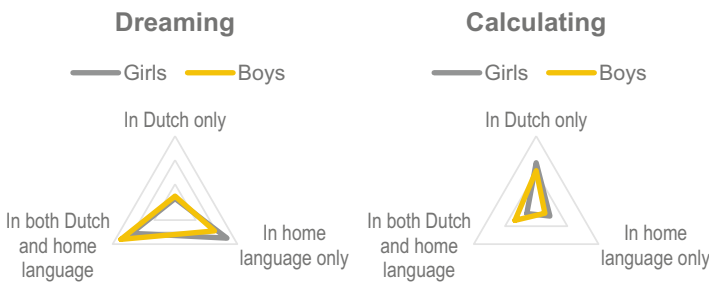 Dreaming
Girls Boys
In Dutch only
In both Dutch
and home
language
In home
language only
Calculating
Girls Boys
In Dutch only
In both Dutch
and home
language
In home
language only